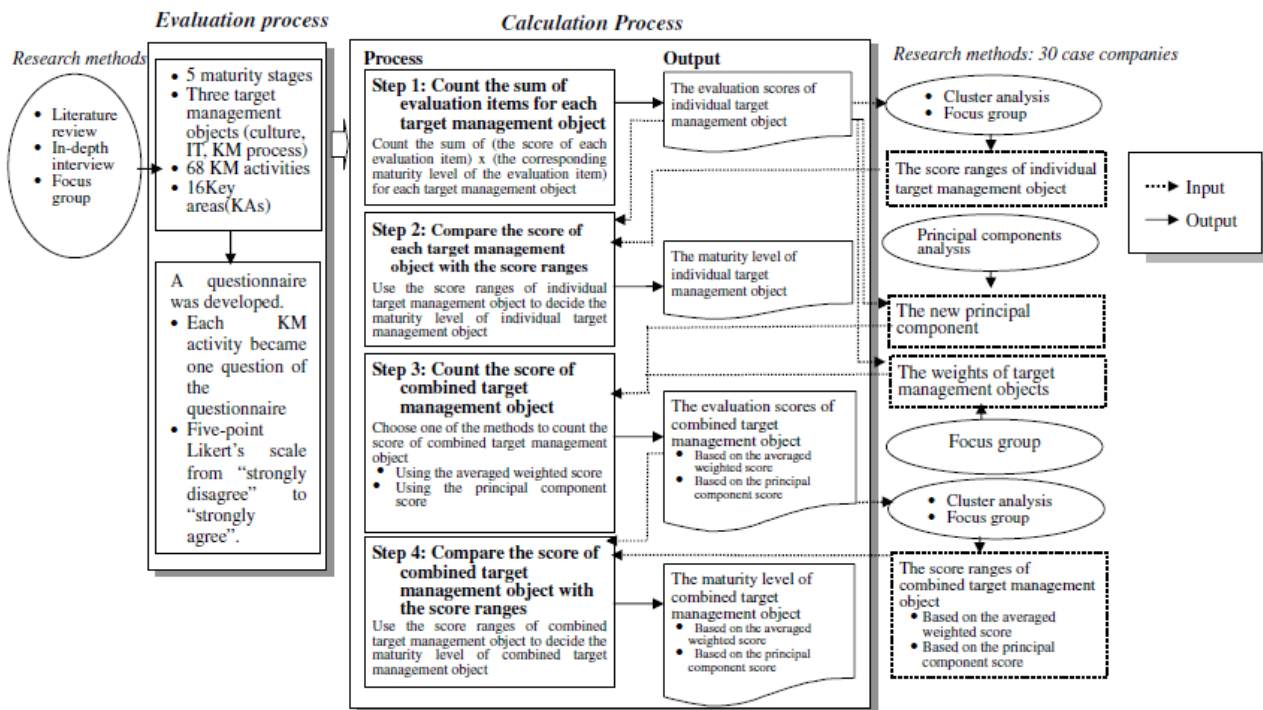 Evaluation process
Calculation Process
Research methods
• Literature
review
• In-depth
interview
• Focus
group
• 5 maturity stages
• Three target
management
objects (culture,
IT, KM process)
• 68 KM activities
• 16Key
areas(KAs)
A questionnaire
was developed.
• Each KM
activity became
one question of
the
questionnaire
• Five-point
Likert's scale
from "strongly
disagree" to
"strongly
agree".
Process
Step 1: Count the sum of
evaluation items for each
target management object
Count the sum of (the score of each
evaluation item) x (the corresponding
maturity level of the evaluation item)
for each target management object
Step 2: Compare the score of
each target management
object with the score ranges
Use the score ranges of individual
target management object to decide the
maturity level of individual target
management object
Step 3: Count the score of
combined target
management object
Choose one of the methods to count the
score of combined target management
object
• Using the averaged weighted score
• Using the principal component
score
Step 4: Compare the score of
combined target
management object with
the score ranges
Use the score ranges of combined
target management object to decide the
maturity level of combined target
management object
Output
The evaluation scores of
individual target
management object
The maturity level of
individual target
management object
The evaluation scores of
combined target
management object
• Based on the averaged
weighted score
• Based on the principal
component score
The maturity level of
combined target
management object
• Based on the averaged
weighted score
• Based on the principal
component score
Research methods: 30 case companies
• Cluster analysis
• Focus group
The score ranges of individual
target management object
Principal components
analysis
The new principal
component
The weights of target
management objects
Focus group
• Cluster analysis
• Focus group
The score ranges of
combined target management
object
• Based on the averaged
weighted score
• Based on the principal
component score
Input
Output